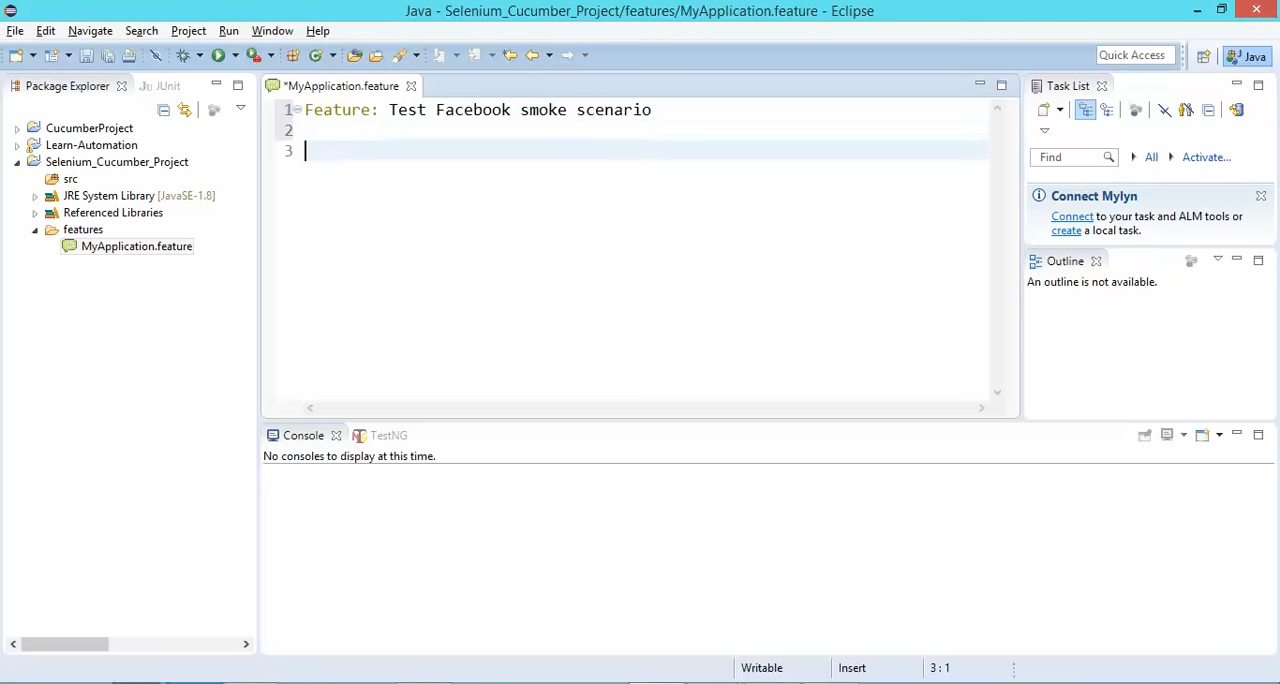 Java - Selenium_Cucumber_Project/features/MyApplication.feature - Eclipse
File Edit Navigate Search Project Run Window Help
Quick Access
Java
Package Explorer
JUnit
CucumberProject
Learn-Automation
Selenium_Cucumber_Project
src
JRE System Library [JavaSE-1.8]
Referenced Libraries
features
MyApplication.feature
*MyApplication.feature
1 Feature: Test Facebook smoke scenario
2
3
Task List
Find
All
Activate...
Connect Mylyn
Connect to your task and ALM tools or
create a local task.
Outline
An outline is not available.
Console
TestNG
No consoles to display at this time.
Writable
Insert
3 : 1